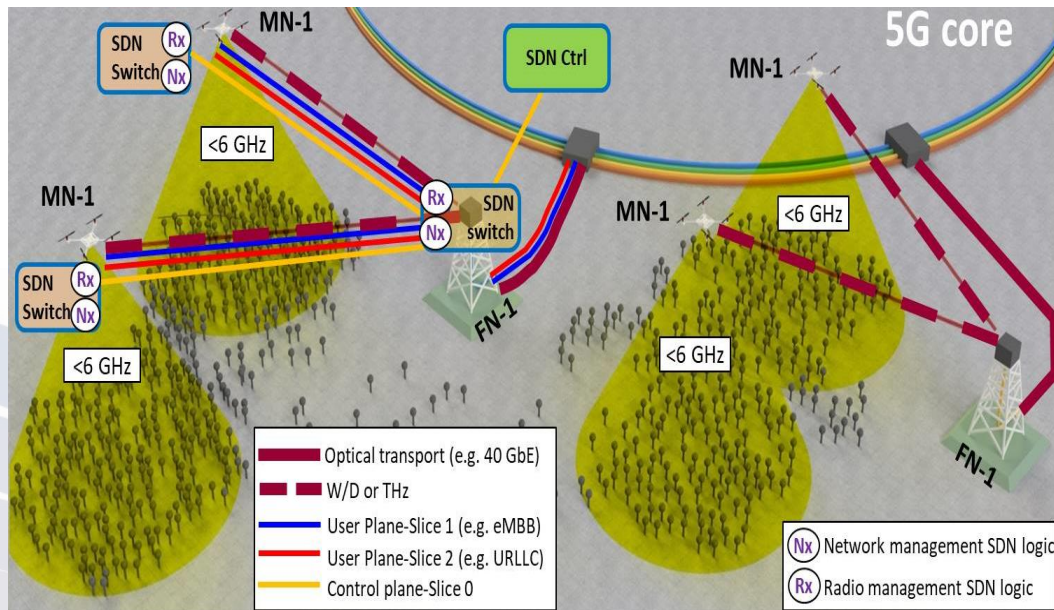 MN-1
5G core
SDN
Switch
Rx
Nx
SDN Ctrl
MN-1
<6 GHz
MN-1
Rx
Nx
SDN
switch
MN-1
<6 GHz
SDN
Switch
Rx
Nx
FN-1
<6 GHz
<6 GHz
FN-1
Optical transport (e.g. 40 GbE)
W/D or THz
User Plane-Slice 1 (e.g. eMBB)
User Plane-Slice 2 (e.g. URLLC)
Control plane-Slice 0
Nx Network management SDN logic
Rx Radio management SDN logic